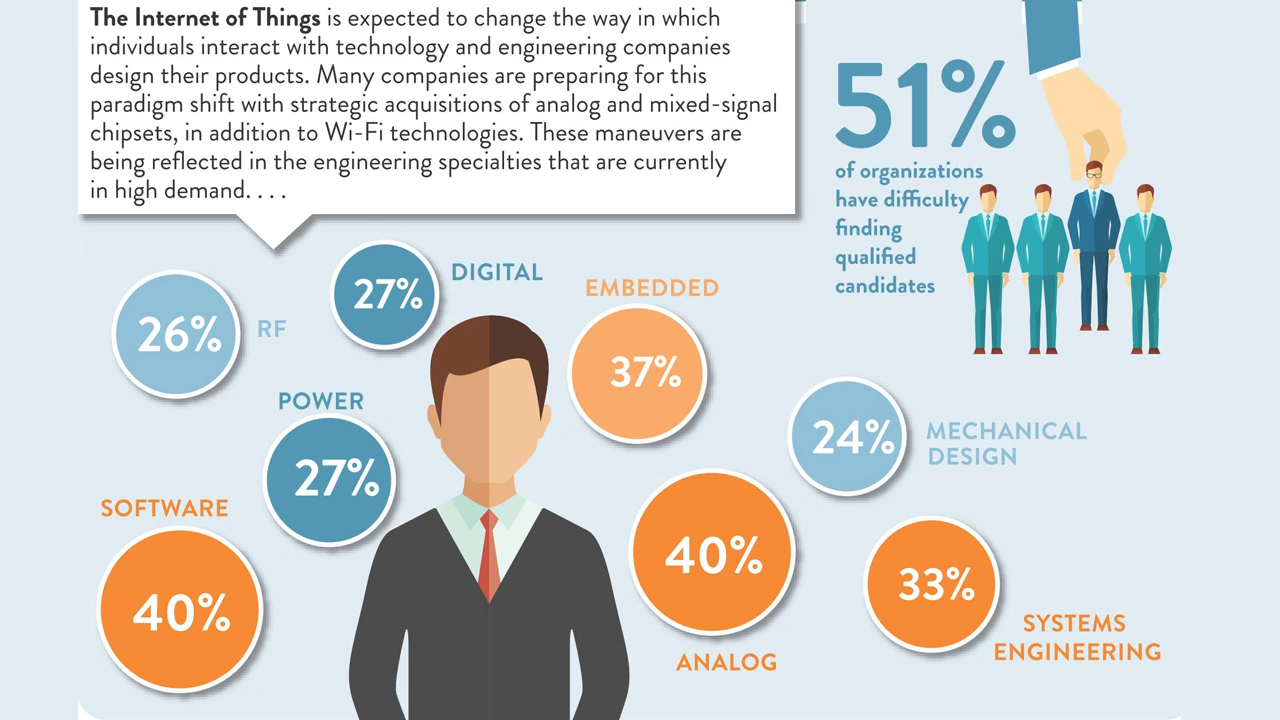 The Internet of Things is expected to change the way in which
individuals interact with technology and engineering companies
design their products. Many companies are preparing for this
paradigm shift with strategic acquisitions of analog and mixed-signal
chipsets, in addition to Wi-Fi technologies. These maneuvers are
being reflected in the engineering specialties that are currently
in high demand. . . .
51%
of organizations
have difficulty
finding
qualified
candidates
26%
RF
27%
DIGITAL
EMBEDDED
37%
POWER
27%
24%
MECHANICAL
DESIGN
SOFTWARE
40%
40%
ANALOG
33%
SYSTEMS
ENGINEERING